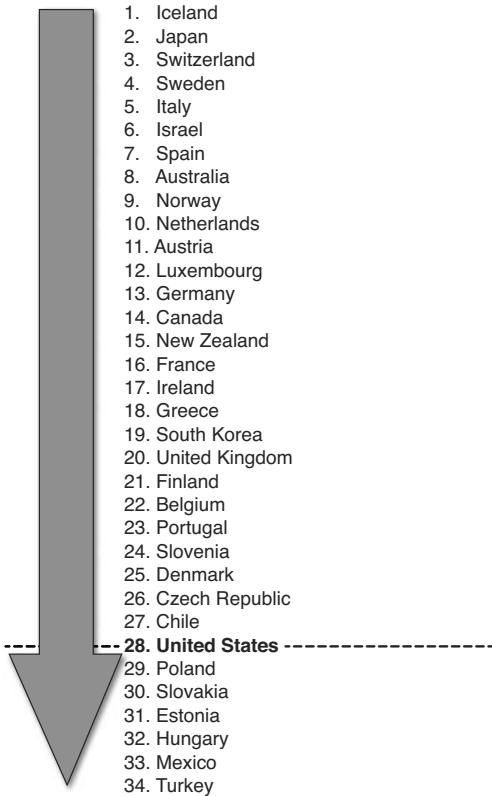 1. Iceland
2. Japan
3. Switzerland
4. Sweden
5. Italy
6. Israel
7. Spain
8. Australia
9. Norway
10. Netherlands
11. Austria
12. Luxembourg
13. Germany
14. Canada
15. New Zealand
16. France
17. Ireland
18. Greece
19. South Korea
20. United Kingdom
21. Finland
22. Belgium
23. Portugal
24. Slovenia
25. Denmark
26. Czech Republic
27. Chile
28. United States
29. Poland
30. Slovakia
31. Estonia
32. Hungary
33. Mexico
34. Turkey